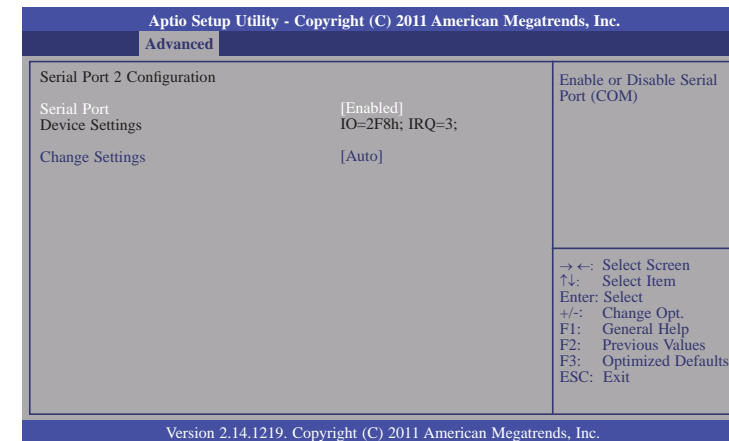 Aptio Setup Utility - Copyright (C) 2011 American Megatrends, Inc.
Advanced
Serial Port 2 Configuration
Serial Port [Enabled]
Device Settings IO=2F8h; IRQ=3;
Change Settings [Auto]
Enable or Disable Serial
Port (COM)
→←: Select Screen
↑↓: Select Item
Enter: Select
+/-: Change Opt.
F1: General Help
F2: Previous Values
F3: Optimized Defaults
ESC: Exit
Version 2.14.1219. Copyright (C) 2011 American Megatrends, Inc.